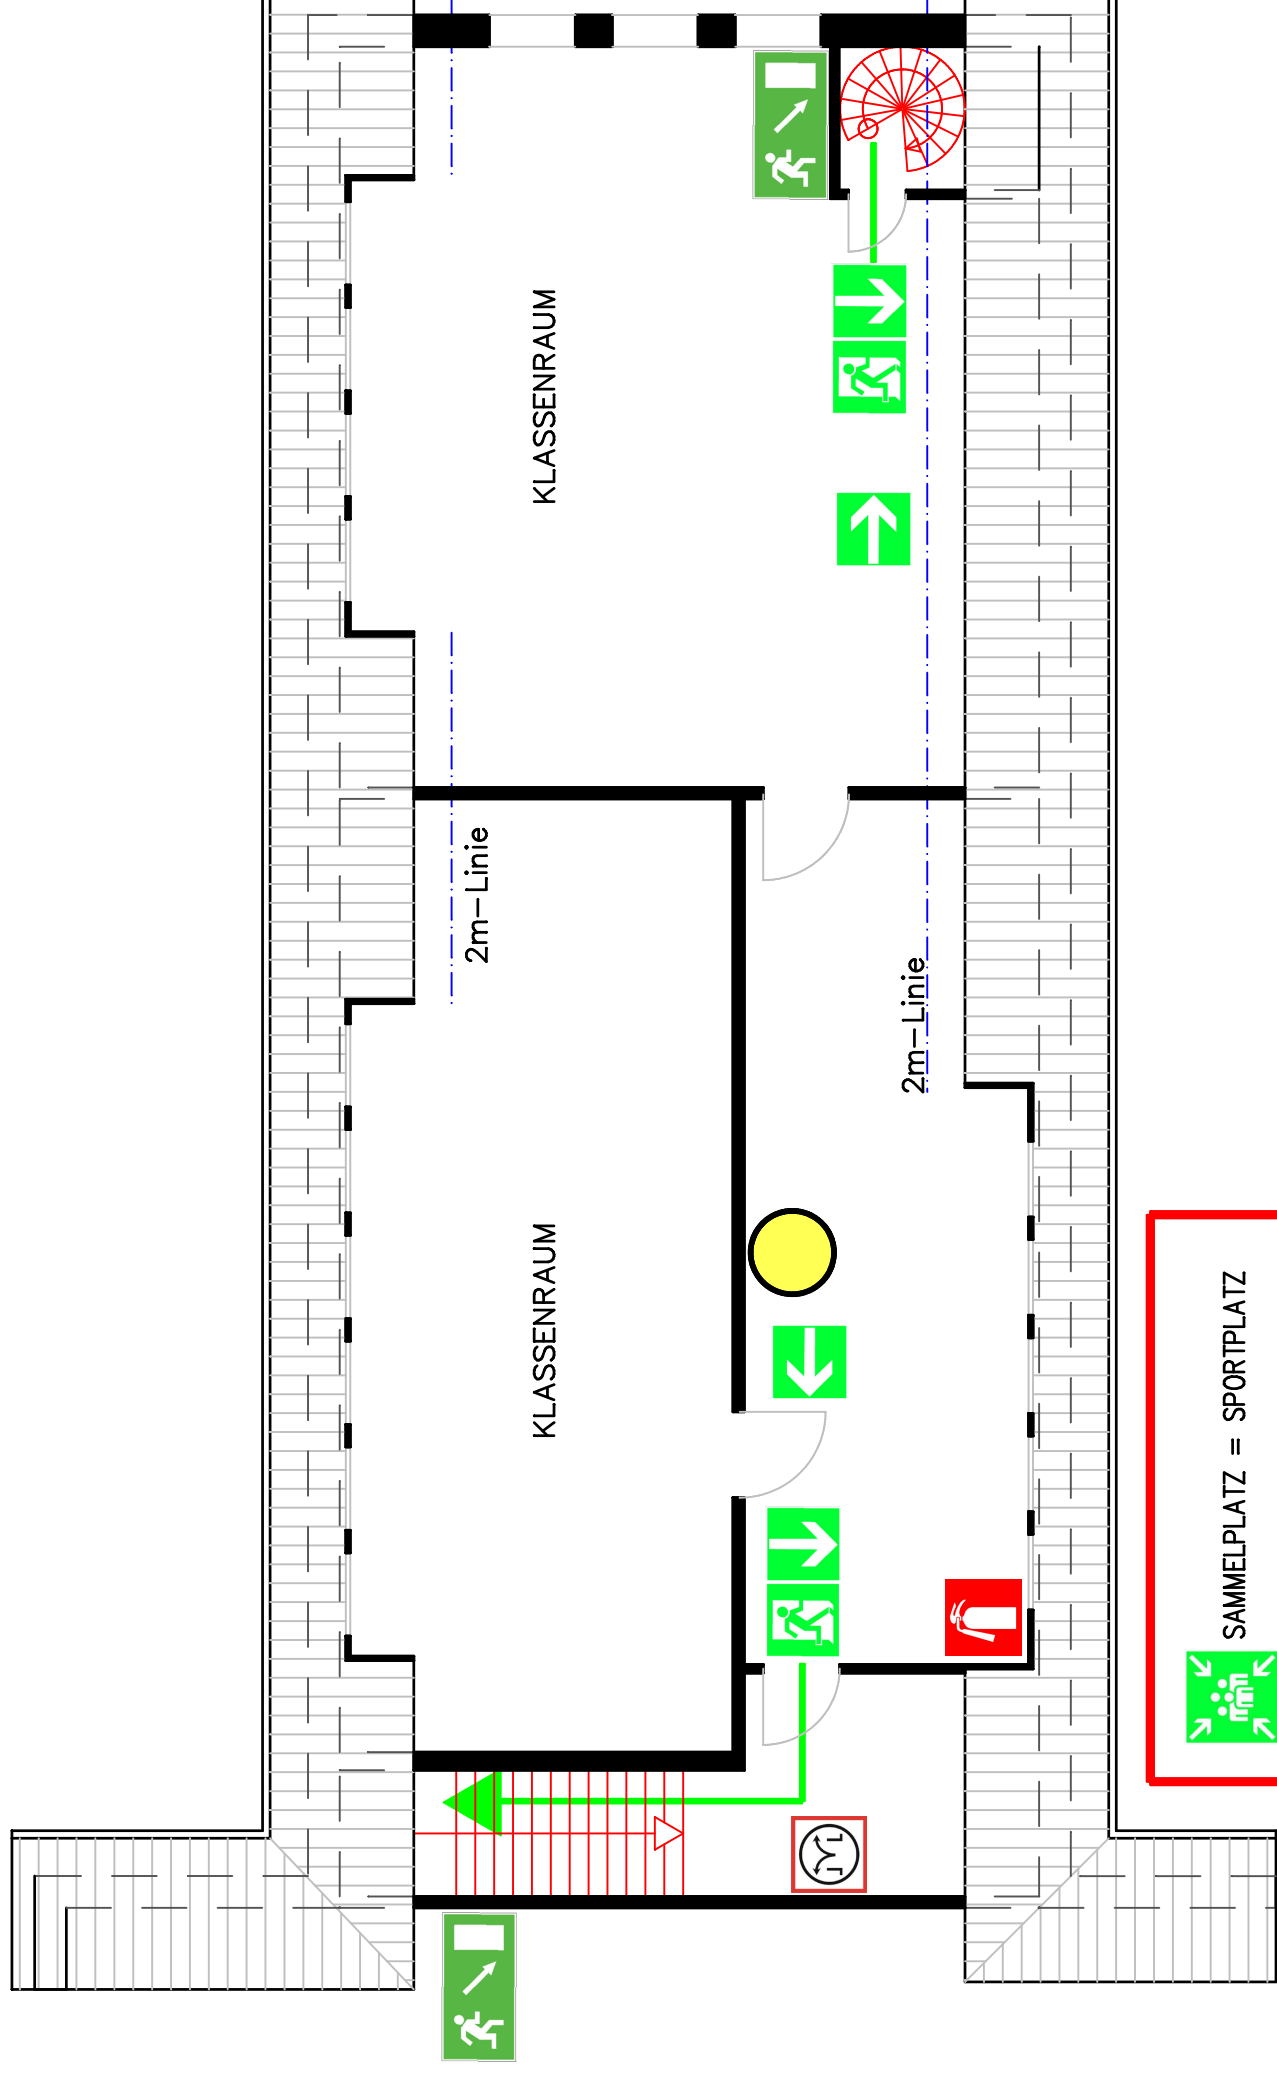 KLASSENRAUM
2m-Linie
KLASSENRAUM
2m-Linie
SAMMELPLATZ = SPORTPLATZ